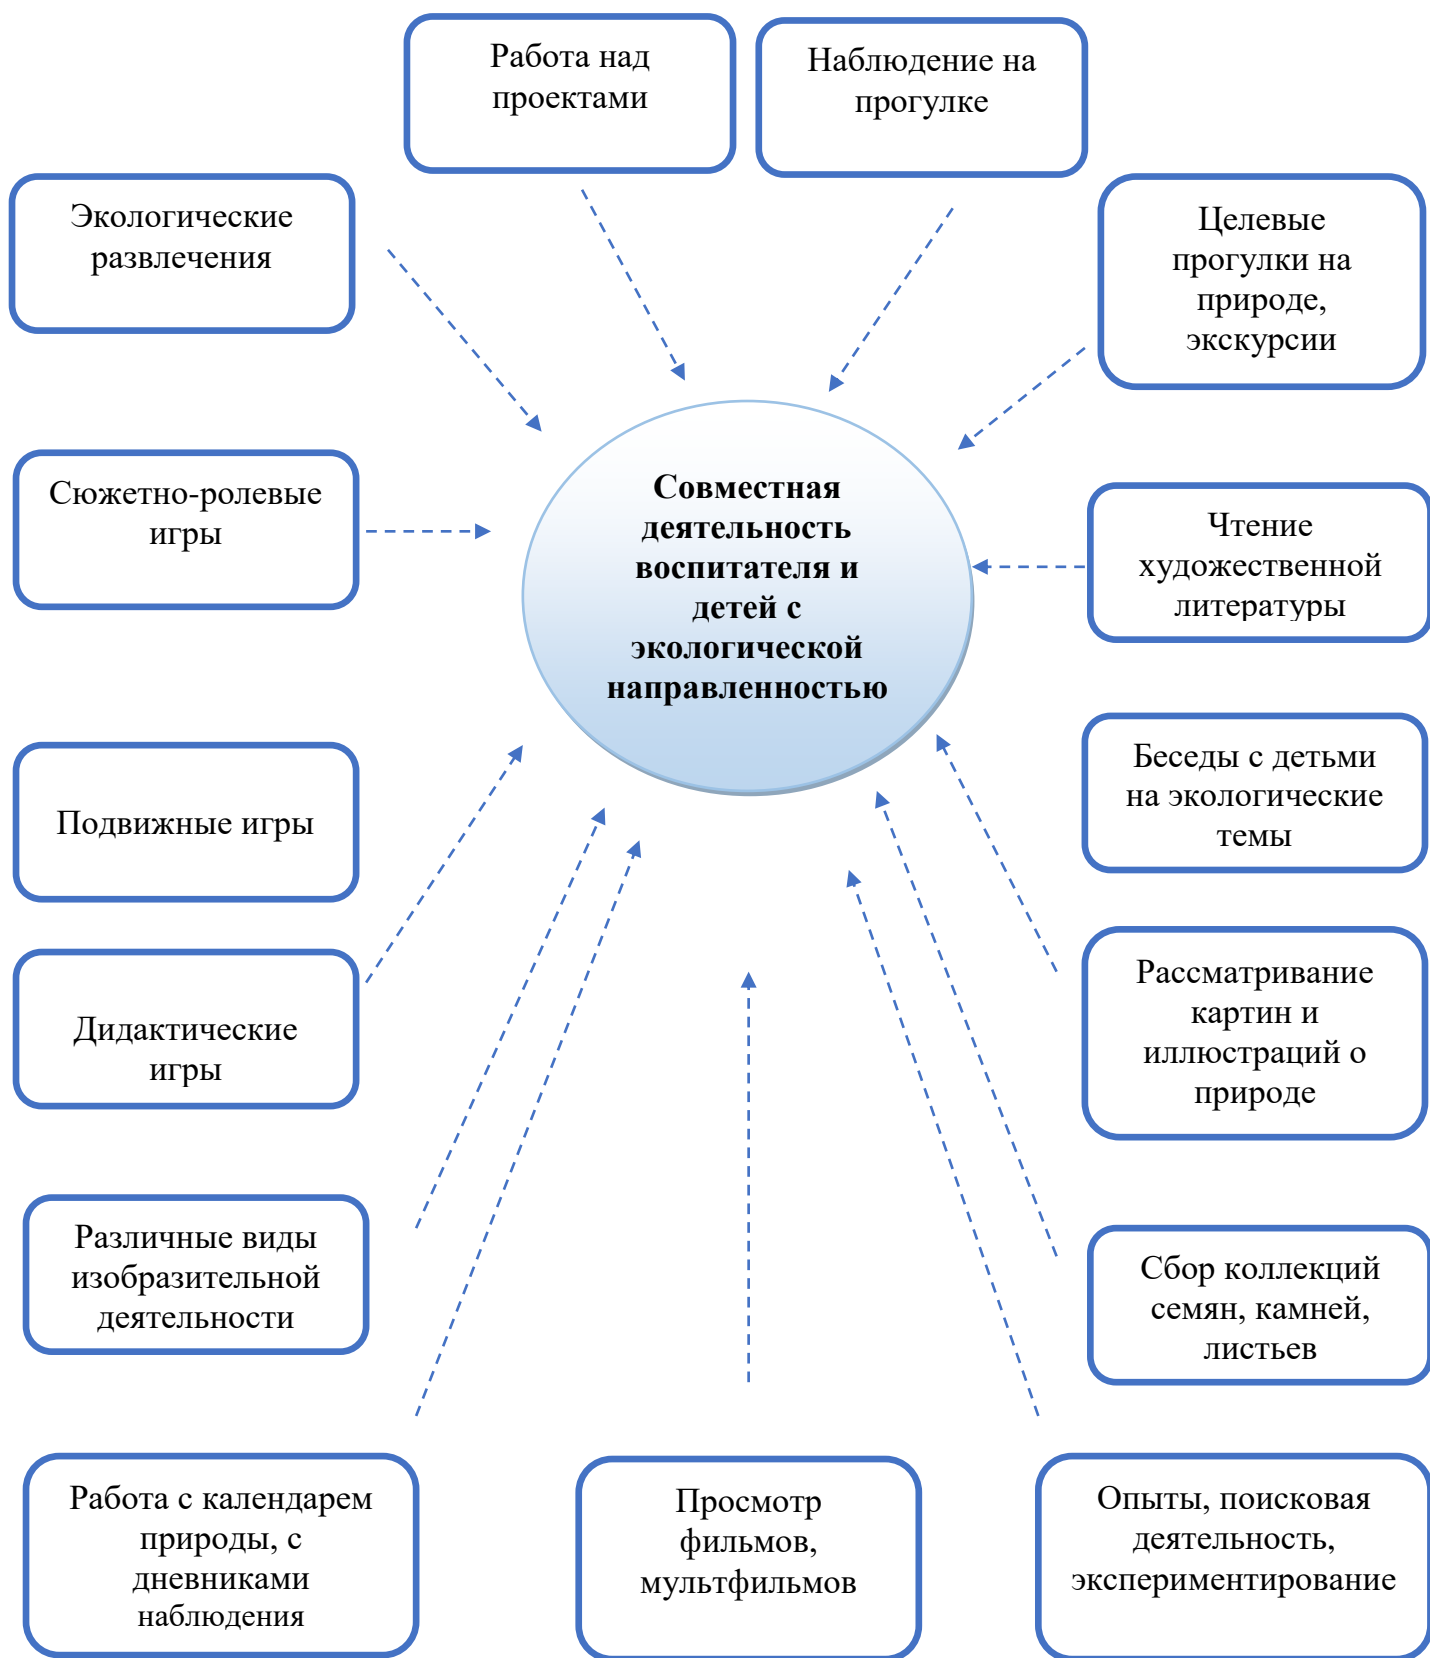 Работа над
проектами
Наблюдение на
прогулке
Экологические
развлечения
Целевые
прогулки на
природе,
экскурсии
Совместная
деятельность
воспитателя и
детей с
экологической
направленностью
Сюжетно-ролевые
игры
Чтение
художественной
литературы
Подвижные игры
Беседы с детьми
на экологические
темы
Дидактические
игры
Рассматривание
картин и
иллюстраций о
природе
Различные виды
изобразительной
деятельности
Сбор коллекций
семян, камней,
листьев
Работа с календарем
природы, с
дневниками
наблюдения
Просмотр
фильмов,
мультфильмов
Опыты, поисковая
деятельность,
экспериментирование